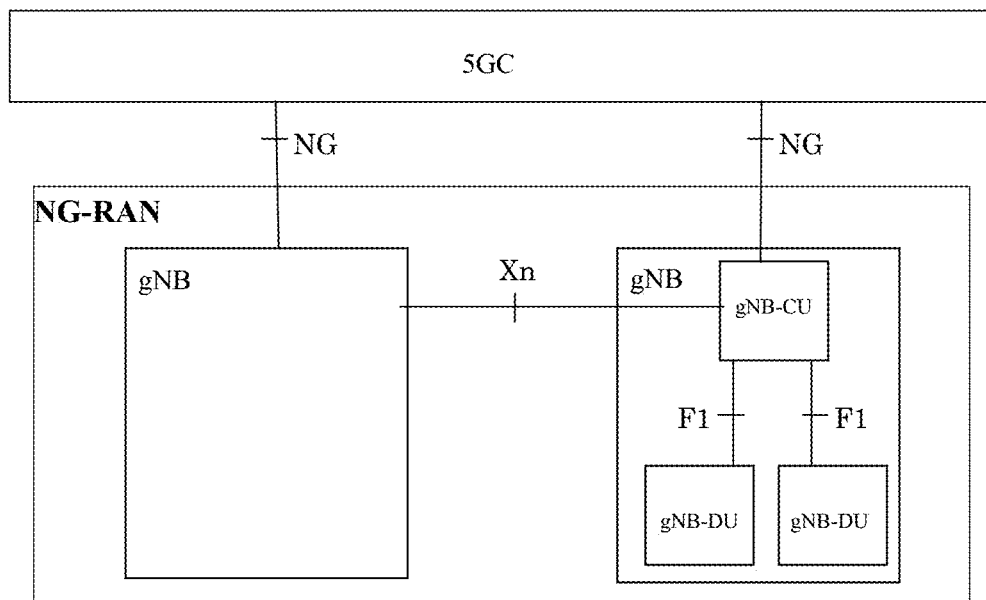 5GC
NG
NG
NG-RAN
gNB
Xn
gNB
gNB-CU
F1
F1
gNB-DU
gNB-DU